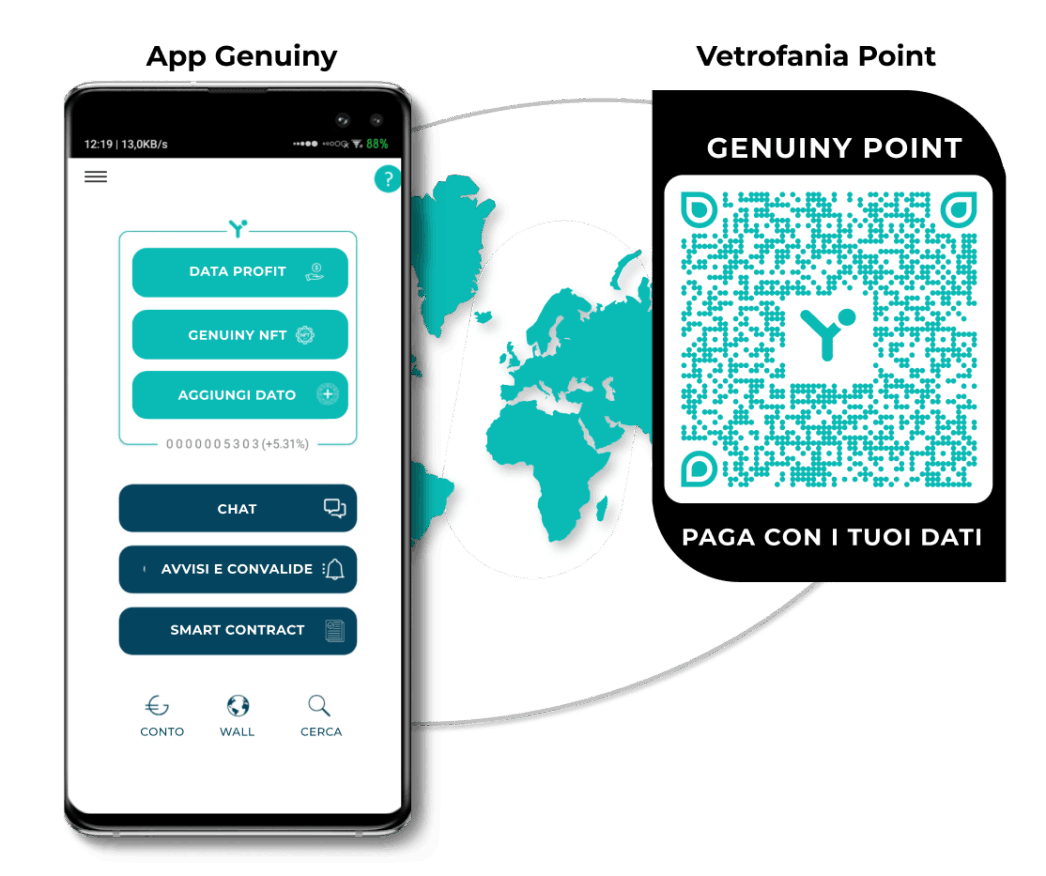 App Genuiny
12:19 | 13,0KB/s
88%
?
DATA PROFIT
GENUINY NFT
NFT
AGGIUNGI DATO
0000005303 (+5.31%)
CHAT
AVVISI E CONVALIDE
SMART CONTRACT
CONTO
WALL
CERCA
Vetrofania Point
GENUINY POINT
PAGA CON I TUOI DATI